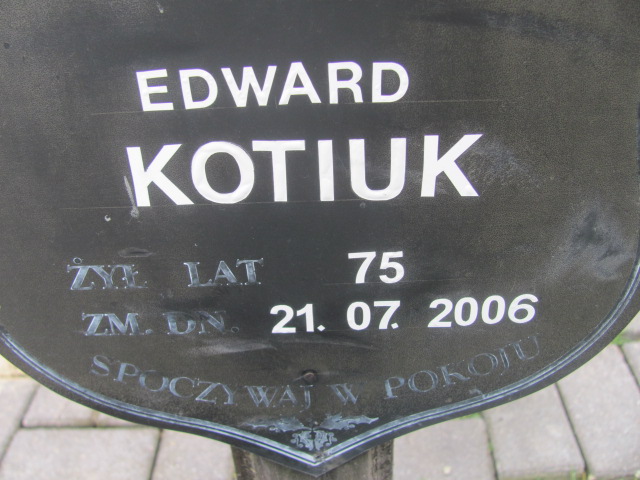 EDWARD
KOTIUK
ŻYŁ LAT 75
ZM. DN. 21. 07. 2006
SPOCZYWAJ W POKOJU